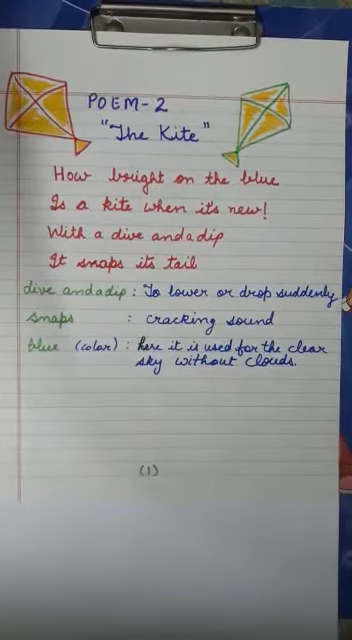 POEM-2
"The Kite"
How bright on the blue
Is a kite when it's new!
With a dive and a dip
It snaps its tail
dive and a dip : To lower or drop suddenly
snaps : cracking sound
blue (color) : here it is used for the clear
sky without clouds.
(1)